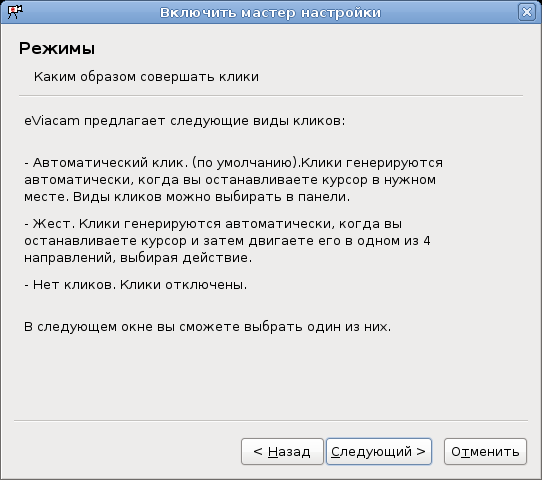 Включить мастер настройки
Режимы
Каким образом совершать клики
eViacam предлагает следующие виды кликов:
- Автоматический клик. (по умолчанию).Клики генерируются
автоматически, когда вы останавливаете курсор в нужном
месте. Виды кликов можно выбирать в панели.
- Жест. Клики генерируются автоматически, когда вы
останавливаете курсор и затем двигаете его в одном из 4
направлений, выбирая действие.
- Нет кликов. Клики отключены.
В следующем окне вы сможете выбрать один из них.
< Назад Следующий > Отменить